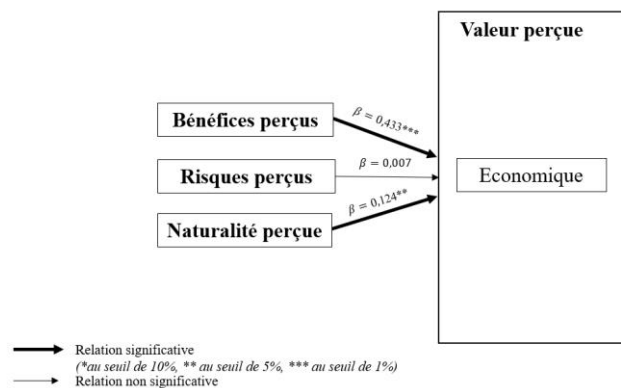 Valeur perçue
Bénéfices perçus
β = 0,433***
Risques perçus
β = 0,007
Economique
Naturalité perçue
β = 0,124**
Relation significative
(*au seuil de 10%, ** au seuil de 5%, *** au seuil de 1%)
Relation non significative